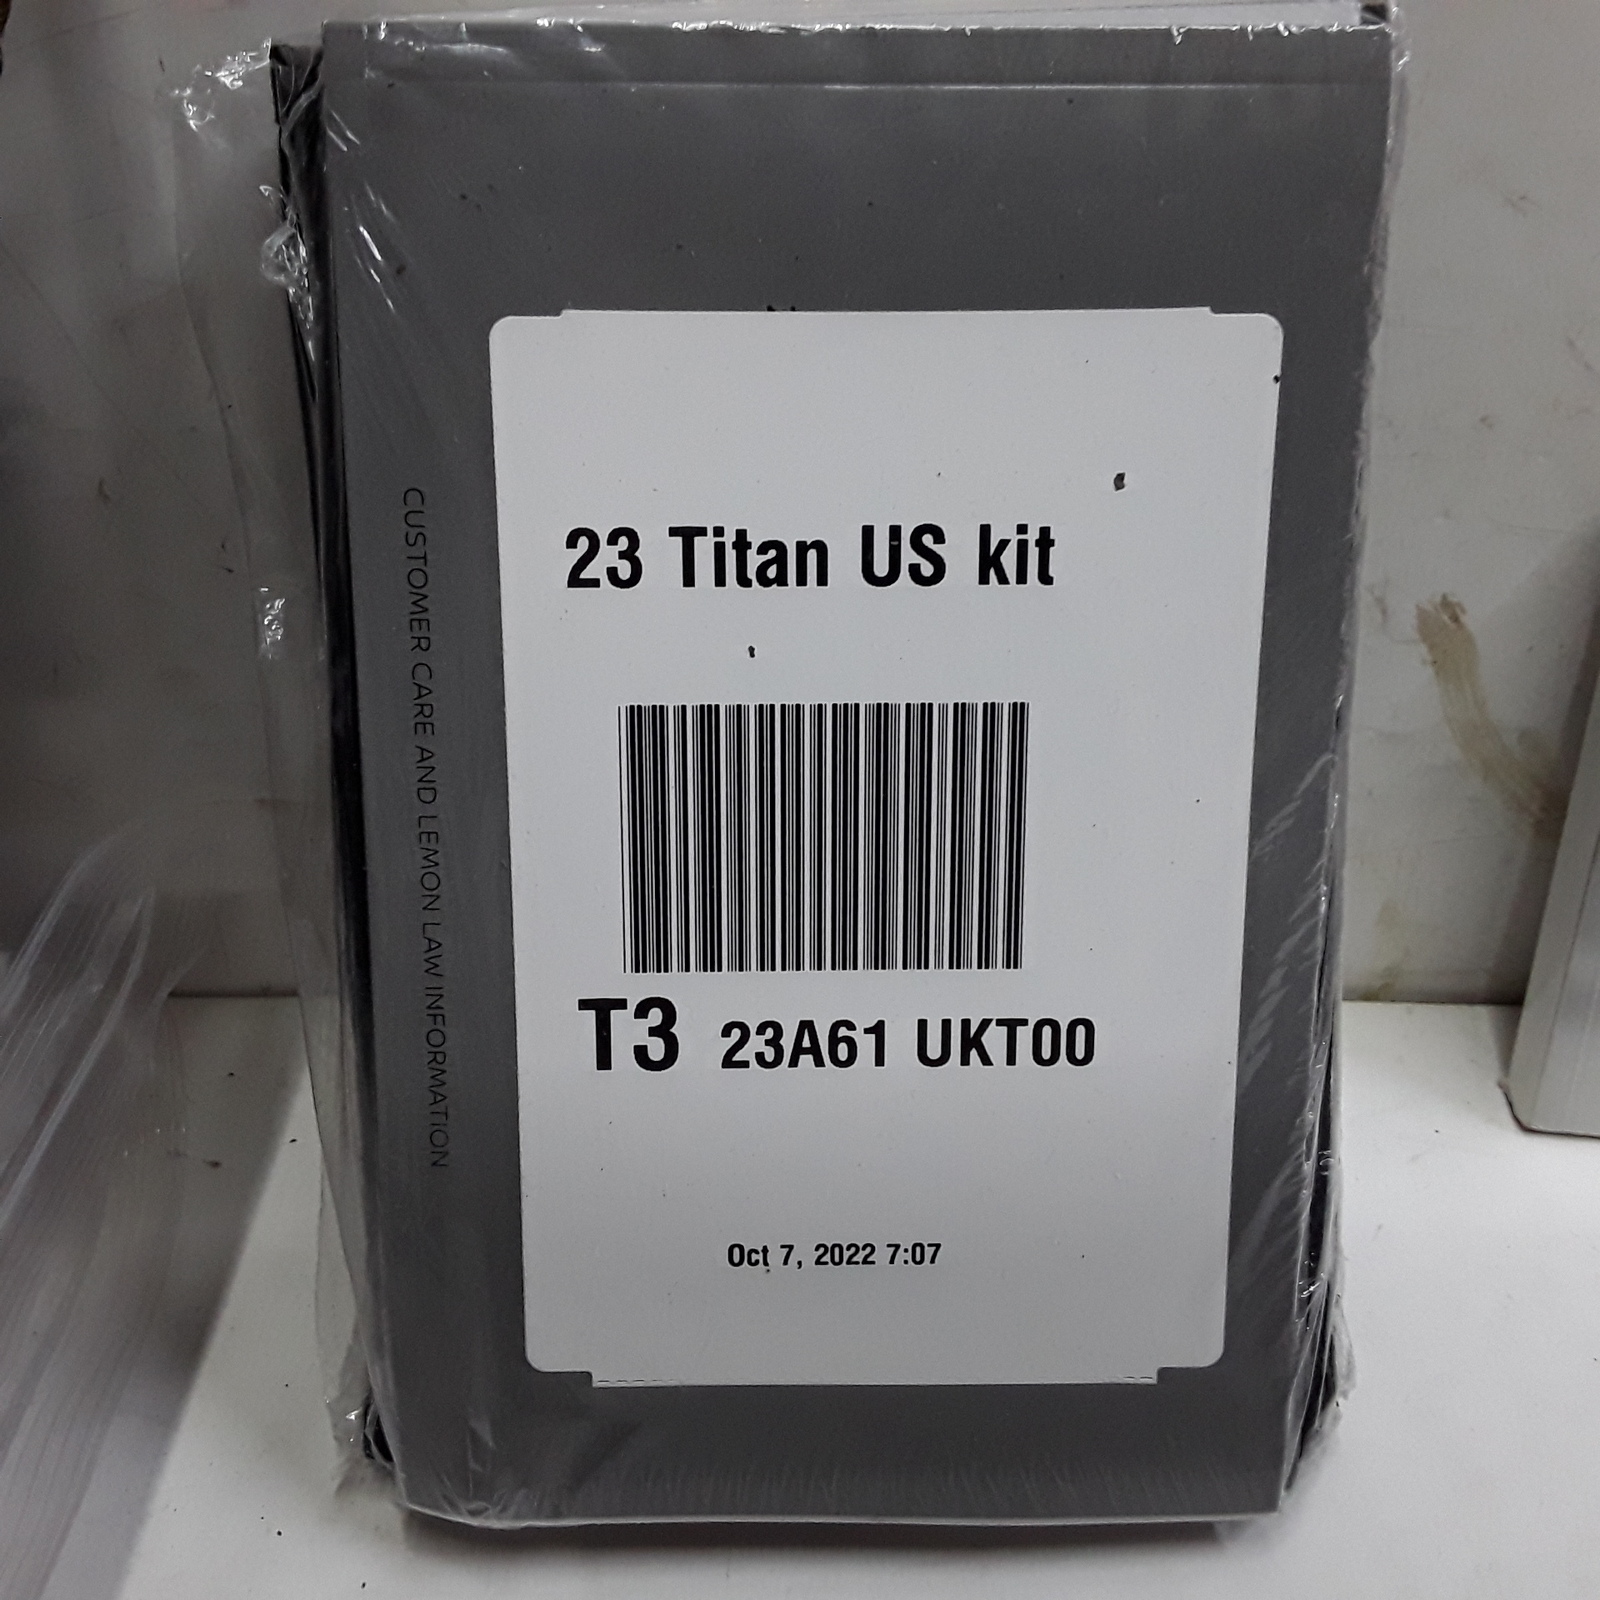 23 Titan US kit
T3 23A61 UKT00
Oct 7, 2022 7:07
CUSTOMER CARE AND LEMON LAW INFORMATION